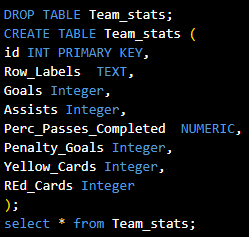 DROP TABLE Team_stats;
CREATE TABLE Team_stats (
id INT PRIMARY KEY,
Row_Labels  TEXT,
Goals Integer,
Assists Integer,
Perc_Passes_Completed  NUMERIC,
Penalty_Goals Integer,
Yellow_Cards Integer,
REd_Cards Integer
);
select * from Team_stats;